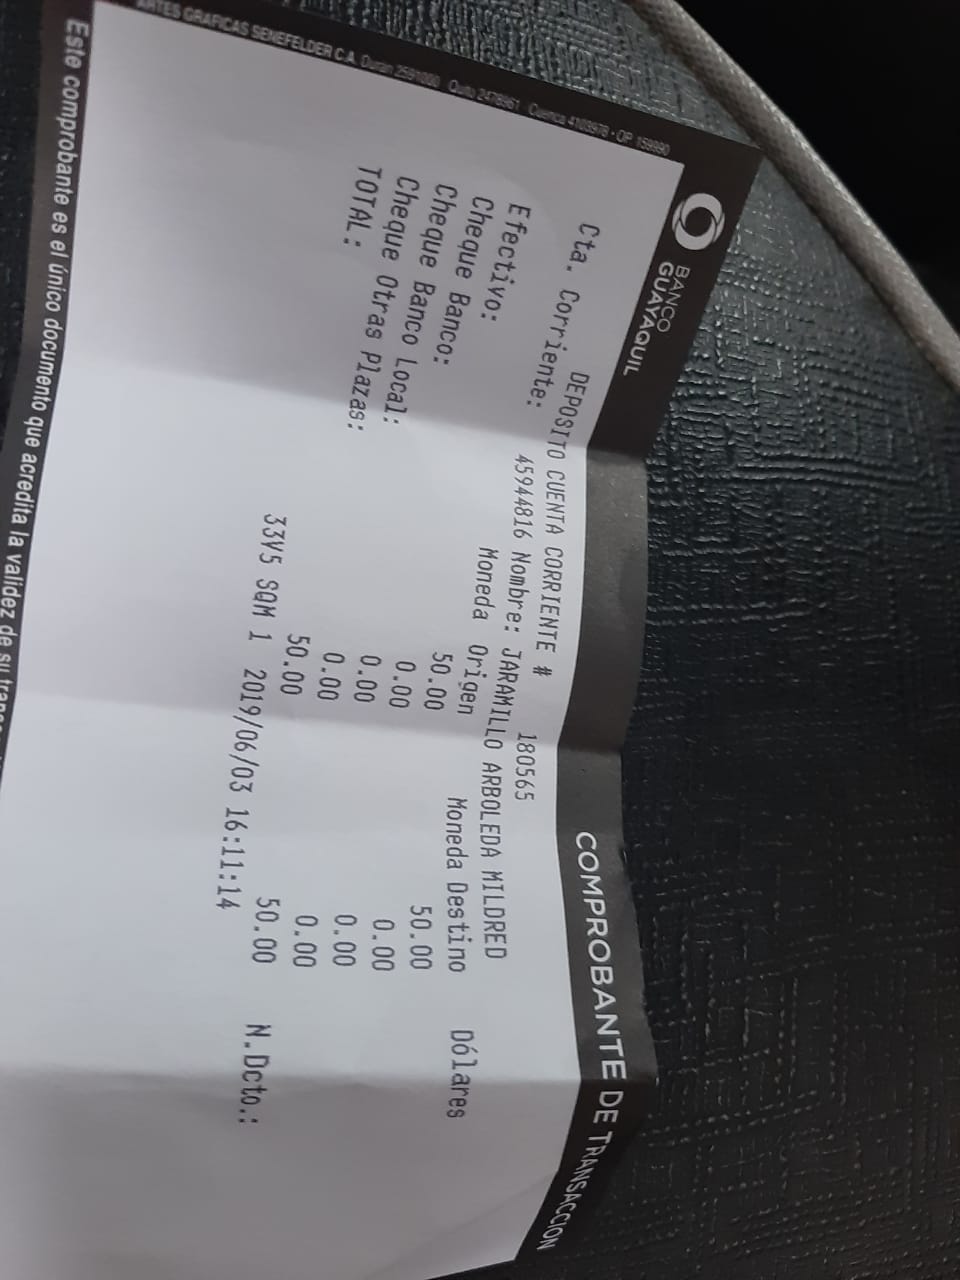 BANCO
GUAYAQUIL
COMPROBANTE DE TRANSACCION
DEPOSITO CUENTA CORRIENTE # 180565
Cta. Corriente: 45944816 Nombre: JARAMILLO ARBOLEDA MILDRED
Moneda Origen Moneda Destino Dólares
Efectivo: 50.00 50.00
Cheque Banco: 0.00 0.00
Cheque Banco Local: 0.00 0.00
Cheque Otras Plazas: 0.00 0.00
TOTAL: 50.00 50.00 N.Dcto.:
33V5 SQM 1 2019/06/03 16:11:14
Este comprobante es el único documento que acredita la validez de su
ARTES GRAFICAS SENEFELDER C.A.